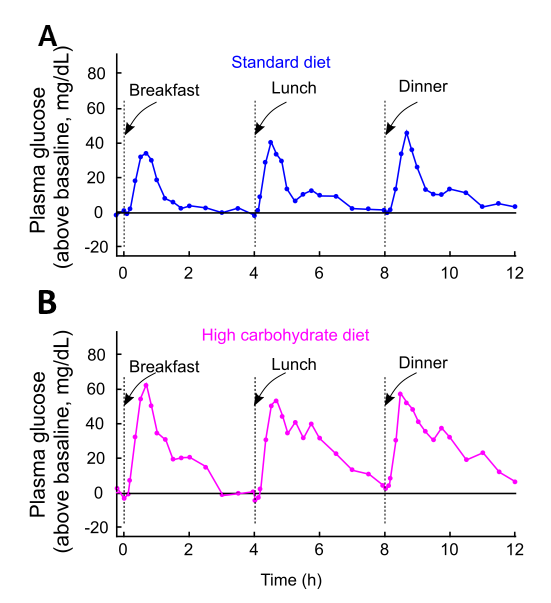 A
Standard diet
Plasma glucose
(above basaline, mg/dL)
80
60
40
20
0
-20
Breakfast
Lunch
Dinner
0
2
4
6
8
10
12
B
High carbohydrate diet
Plasma glucose
(above basaline, mg/dL)
80
60
40
20
0
-20
Breakfast
Lunch
Dinner
0
2
4
6
8
10
12
Time (h)